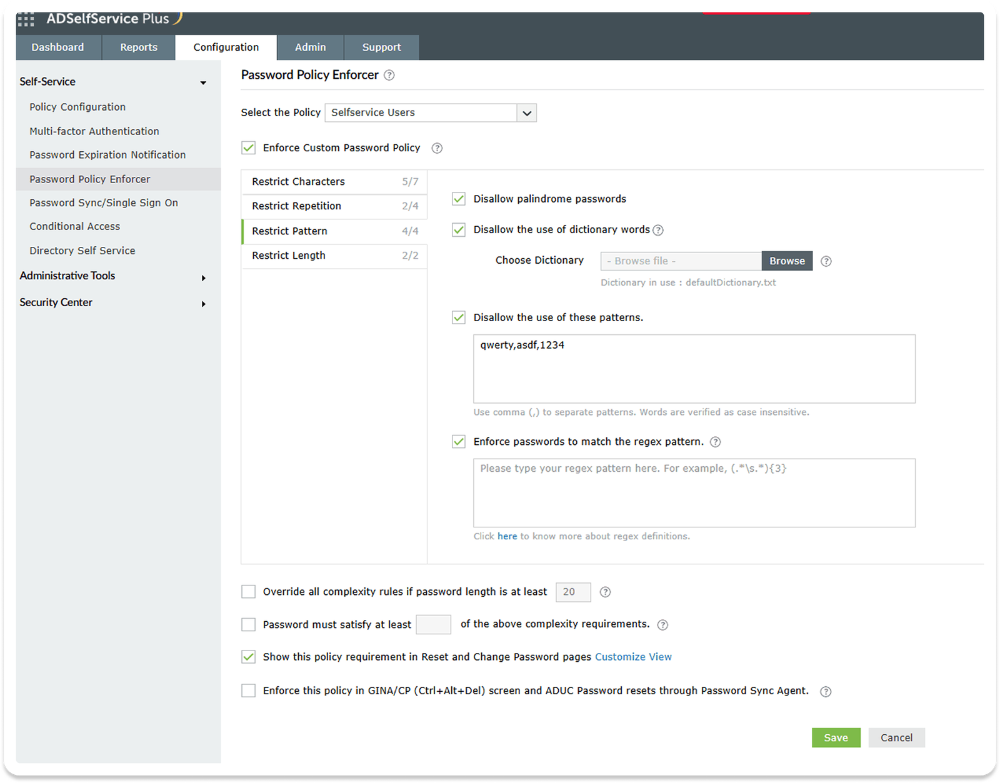 ADSelfService Plus
Dashboard Reports Configuration Admin Support
Self-Service
Policy Configuration
Multi-factor Authentication
Password Expiration Notification
Password Policy Enforcer
Password Sync/Single Sign On
Conditional Access
Directory Self Service
Administrative Tools
Security Center
Password Policy Enforcer ?
Select the Policy Selfservice Users
Enforce Custom Password Policy ?
Restrict Characters 5/7
Restrict Repetition 2/4
Restrict Pattern 4/4
Restrict Length 2/2
Disallow palindrome passwords
Disallow the use of dictionary words ?
Choose Dictionary - Browse file - Browse ?
Dictionary in use : defaultDictionary.txt
Disallow the use of these patterns.
qwerty,asdf,1234
Use comma (,) to separate patterns. Words are verified as case insensitive.
Enforce passwords to match the regex pattern. ?
Please type your regex pattern here. For example, (.*\s.*){3}
Click here to know more about regex definitions.
Override all complexity rules if password length is at least 20 ?
Password must satisfy at least of the above complexity requirements. ?
Show this policy requirement in Reset and Change Password pages Customize View
Enforce this policy in GINA/CP (Ctrl+Alt+Del) screen and ADUC Password resets through Password Sync Agent. ?
Save Cancel